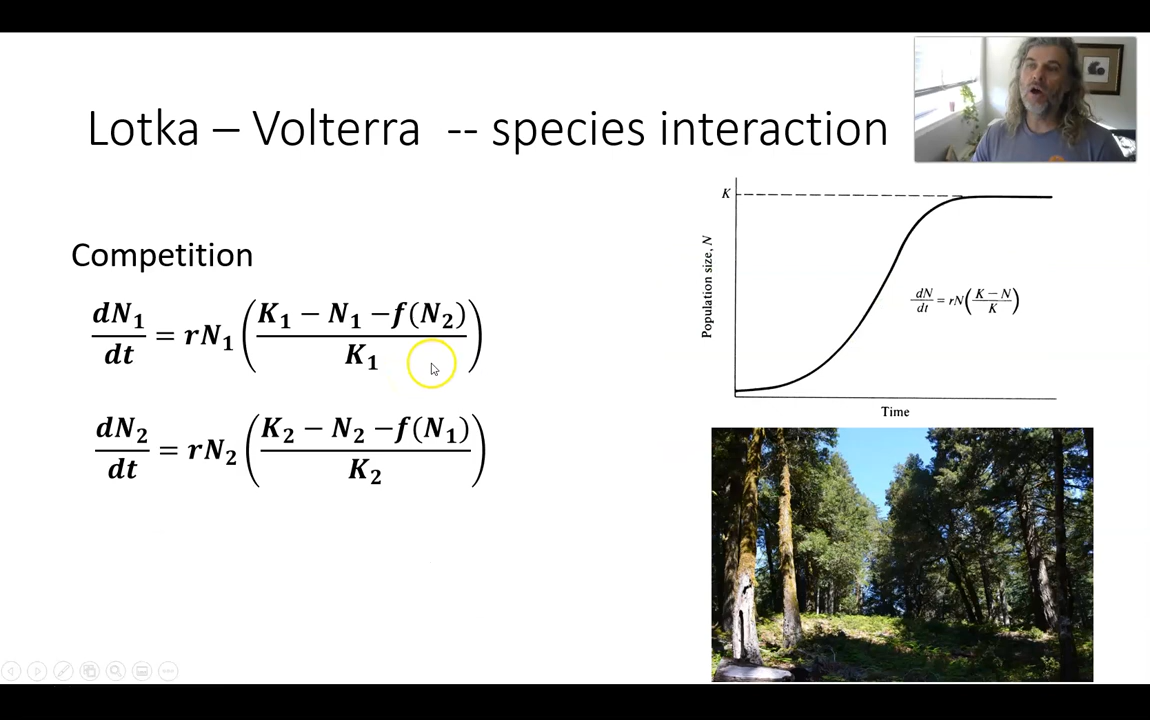 Lotka – Volterra -- species interaction
Competition
dN₁/dt = rN₁ ((K₁ − N₁ −f(N₂))/K₁)
dN₂/dt = rN₂ ((K₂ − N₂ −f(N₁))/K₂)
K
Population size, N
dN/dt = rN((K − N)/K)
Time